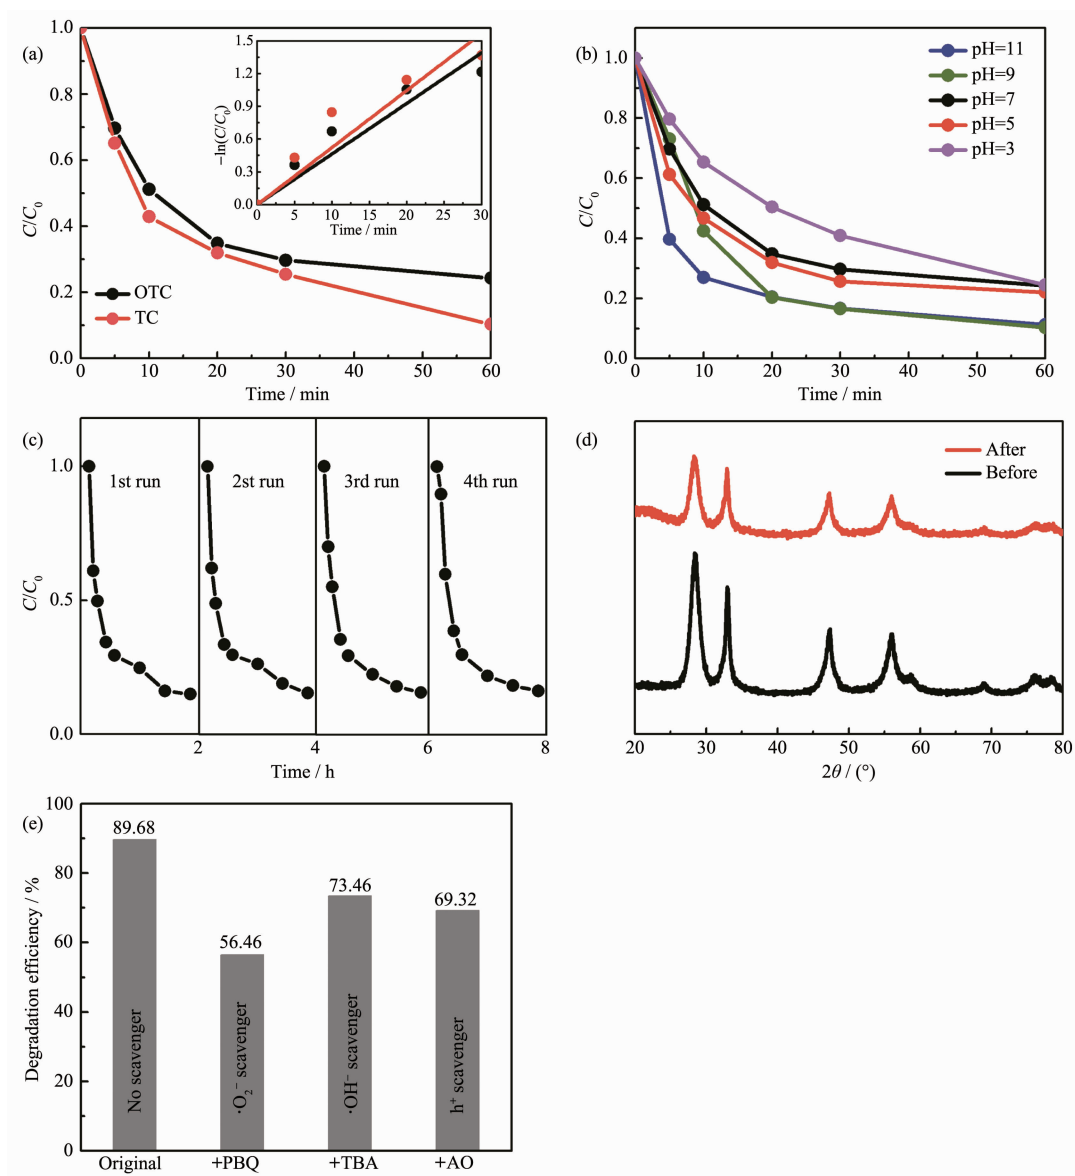 (a)
1.0
0.8
0.6
0.4
0.2
0.0
C/C₀
0 10 20 30 40 50 60
Time / min
OTC
TC
1.5
1.2
0.9
0.6
0.3
0.0
−ln(C/C₀)
0 5 10 15 20 25 30
Time / min
(b)
1.0
0.8
0.6
0.4
0.2
0.0
C/C₀
pH=11
pH=9
pH=7
pH=5
pH=3
0 10 20 30 40 50 60
Time / min
(c)
1.0
0.5
0.0
C/C₀
1st run 2st run 3rd run 4th run
2 4 6 8
Time / h
(d)
After
Before
20 30 40 50 60 70 80
2θ / (°)
(e)
100
80
60
40
20
0
Degradation efficiency / %
89.68
56.46
73.46
69.32
No scavenger
·O₂⁻ scavenger
·OH⁻ scavenger
h⁺ scavenger
Original +PBQ +TBA +AO